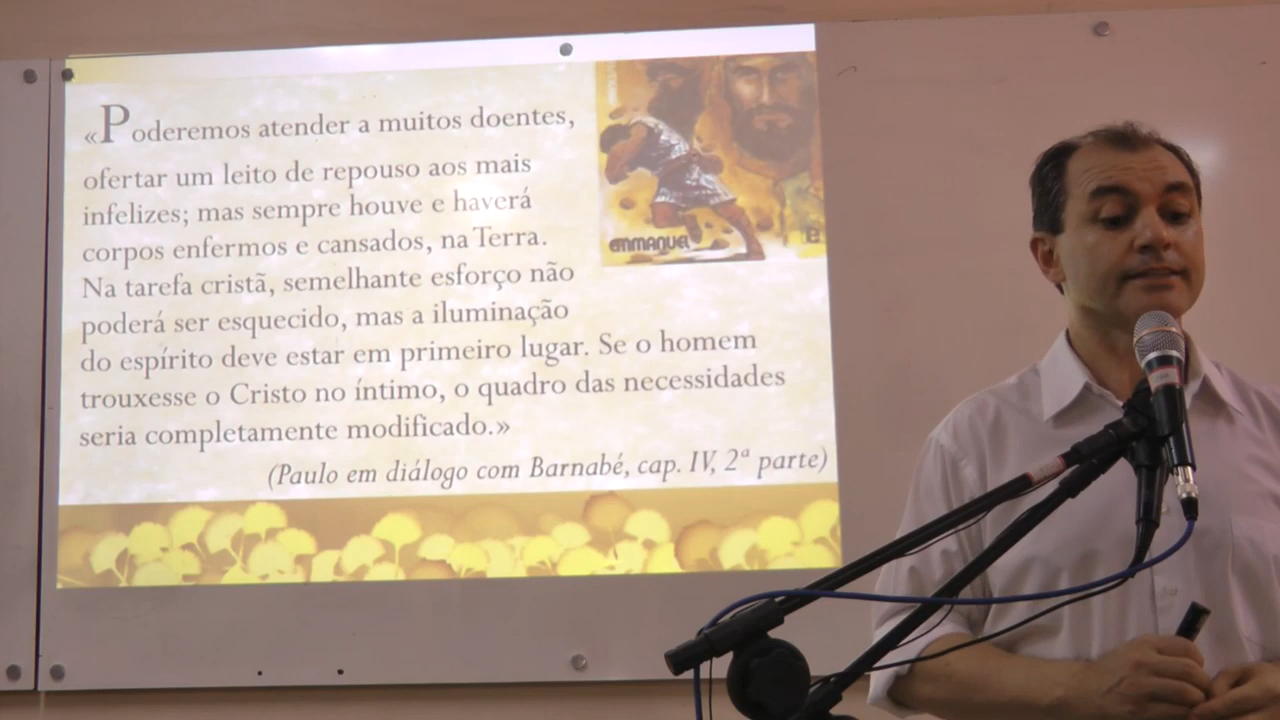 «Poderemos atender a muitos doentes,
ofertar um leito de repouso aos mais
infelizes; mas sempre houve e haverá
corpos enfermos e cansados, na Terra.
Na tarefa cristã, semelhante esforço não
poderá ser esquecido, mas a iluminação
do espírito deve estar em primeiro lugar. Se o homem
trouxesse o Cristo no íntimo, o quadro das necessidades
seria completamente modificado.»
(Paulo em diálogo com Barnabé, cap. IV, 2ª parte)
EMMANUEL